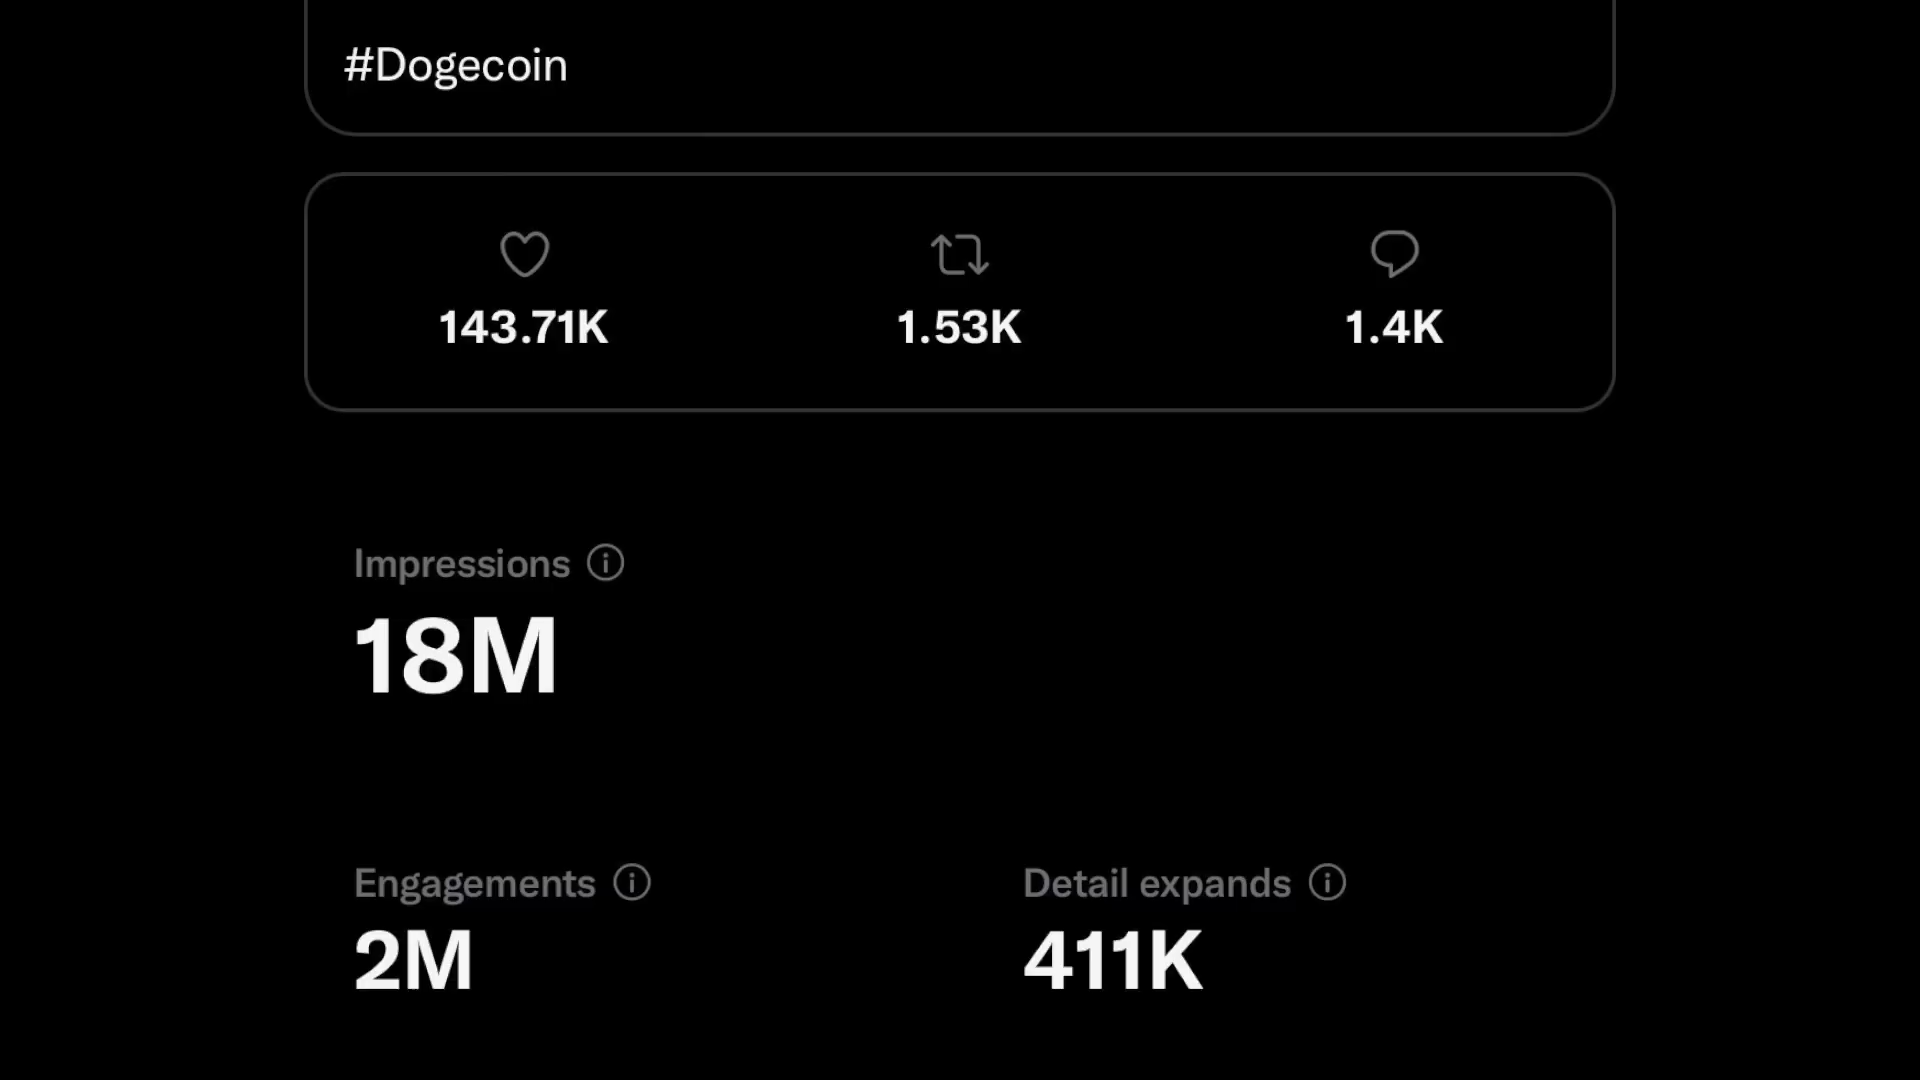 #Dogecoin
143.71K 1.53K 1.4K
Impressions
18M
Engagements Detail expands
2M 411K